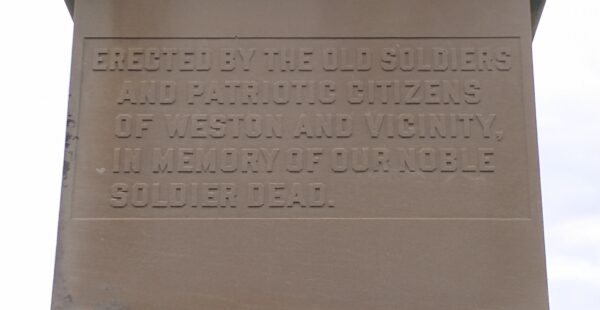 ERECTED BY THE OLD SOLDIERS
AND PATRIOTIC CITIZENS
OF WESTON AND VICINITY,
IN MEMORY OF OUR NOBLE
SOLDIER DEAD.